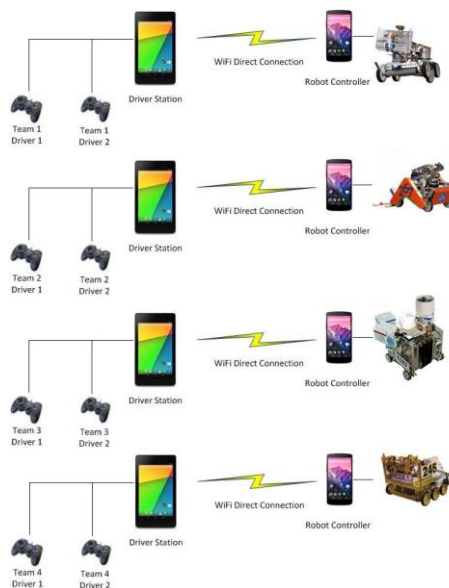 WiFi Direct Connection
Driver Station
Robot Controller
Team 1
Driver 1
Team 1
Driver 2
WiFi Direct Connection
Driver Station
Robot Controller
Team 2
Driver 1
Team 2
Driver 2
WiFi Direct Connection
Driver Station
Robot Controller
Team 3
Driver 1
Team 3
Driver 2
246
WiFi Direct Connection
Driver Station
Robot Controller
Team 4
Driver 1
Team 4
Driver 2